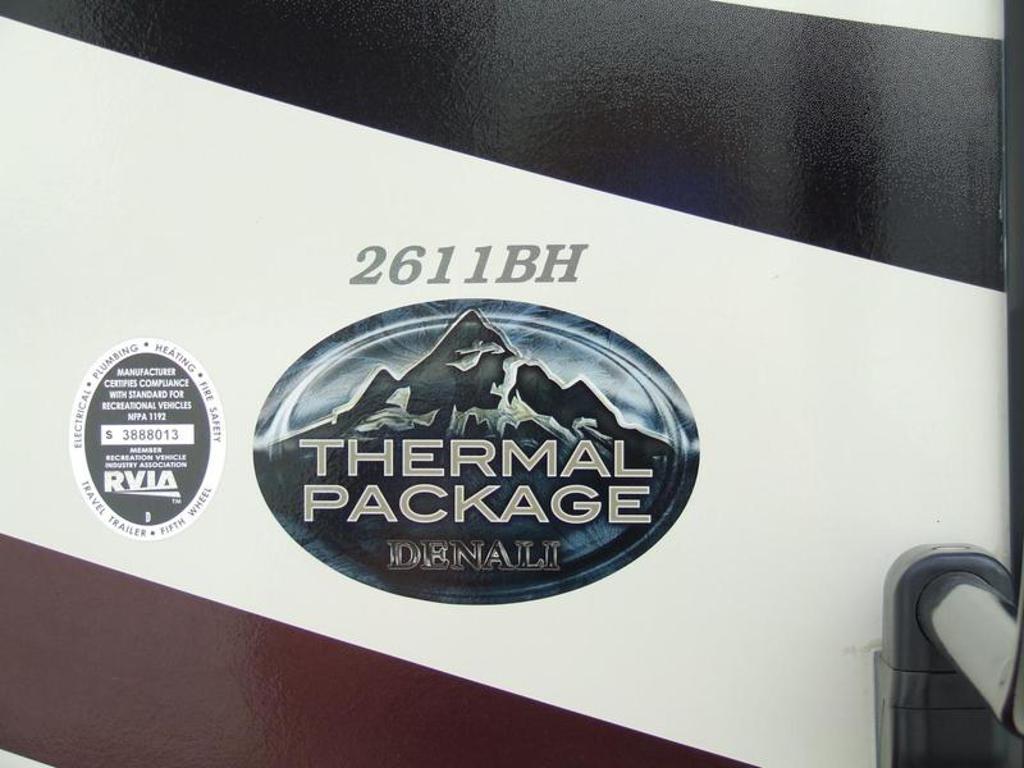 2611BH
THERMAL
PACKAGE
DENALI
ELECTRICAL • PLUMBING • HEATING • FIRE SAFETY
MANUFACTURER
CERTIFIES COMPLIANCE
WITH STANDARD FOR
RECREATIONAL VEHICLES
NFPA 1192
S 3888013
MEMBER
RECREATION VEHICLE
INDUSTRY ASSOCIATION
RVIA
TM
D
TRAVEL TRAILER • FIFTH WHEEL